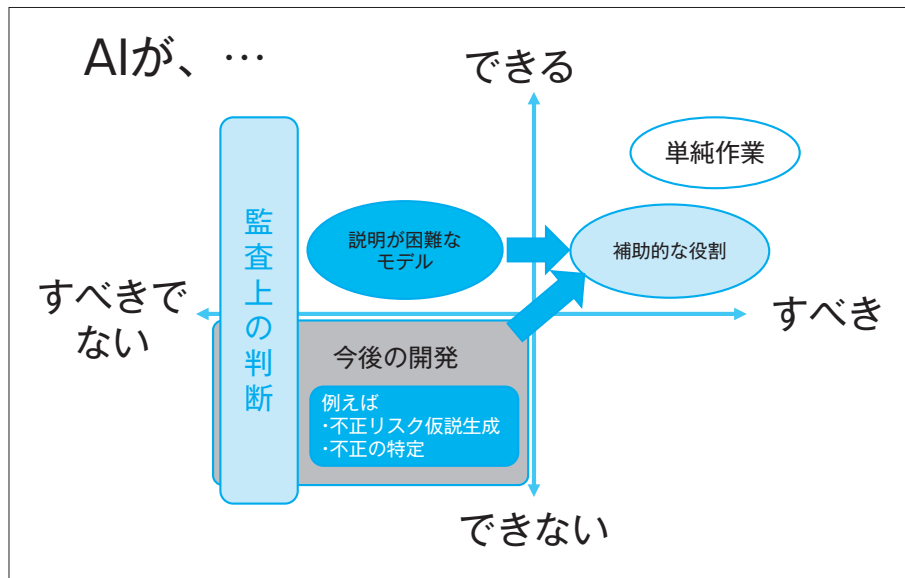 AIが、…
できる
単純作業
監査上の判断
説明が困難な
モデル
補助的な役割
すべきで
ない
すべき
今後の開発
例えば
・不正リスク仮説生成
・不正の特定
できない